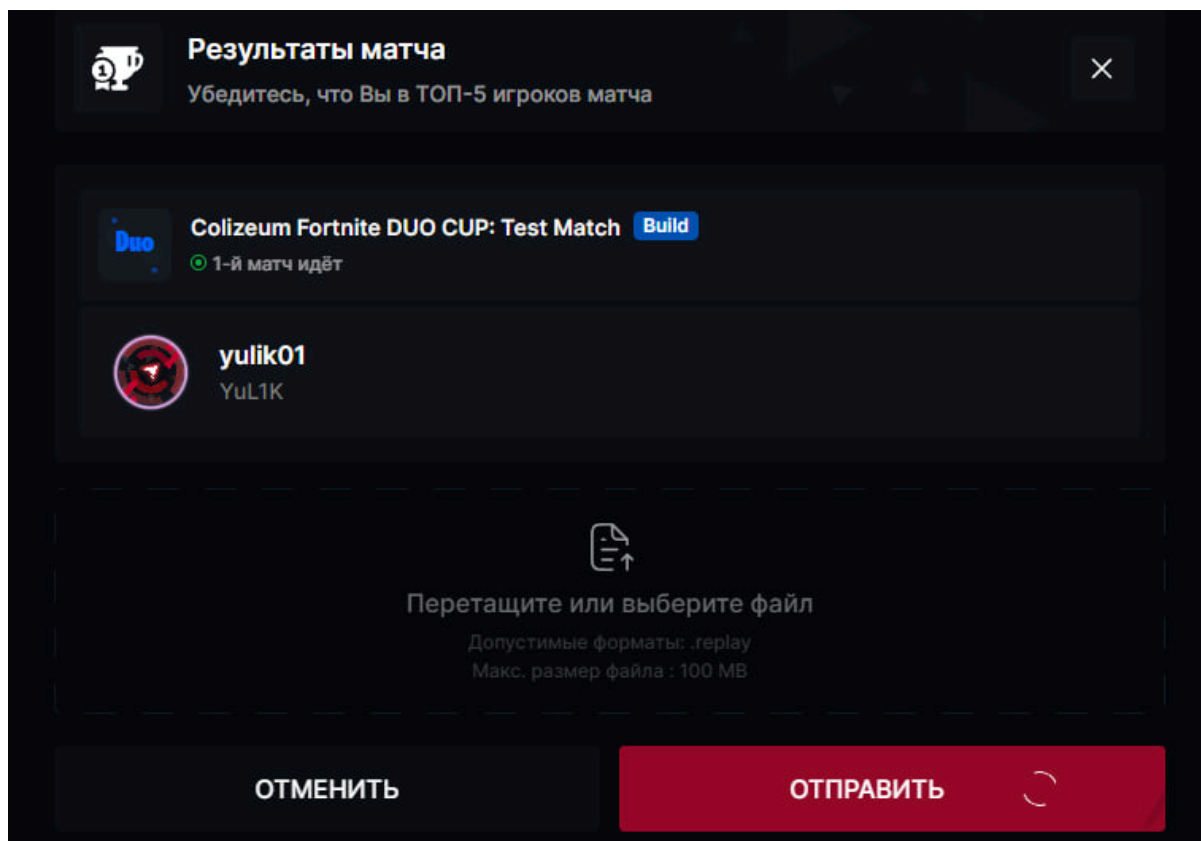 Результаты матча
Убедитесь, что Вы в ТОП-5 игроков матча
Duo
Colizeum Fortnite DUO CUP: Test Match Build
1-й матч идёт
yulik01
YuL1K
Перетащите или выберите файл
Допустимые форматы: .replay
Макс. размер файла : 100 MB
ОТМЕНИТЬ ОТПРАВИТЬ